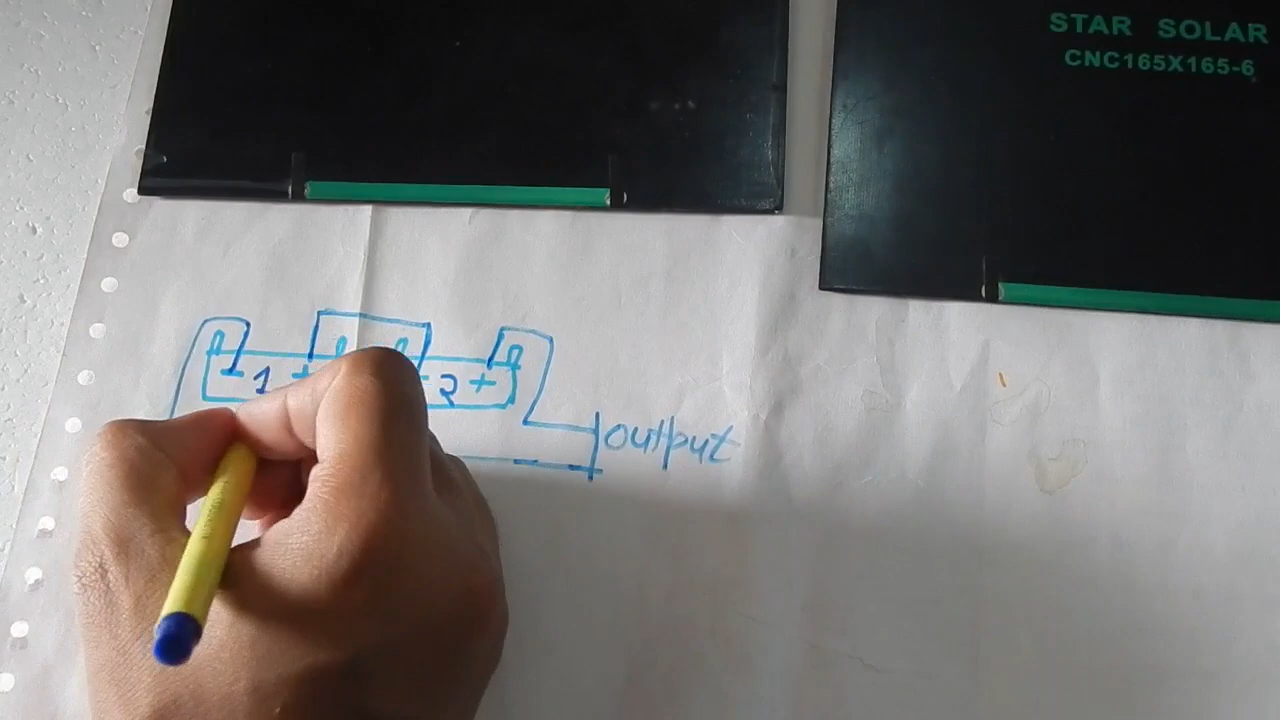 STAR SOLAR
CNC165X165-6
- 1 + - 2 +
output